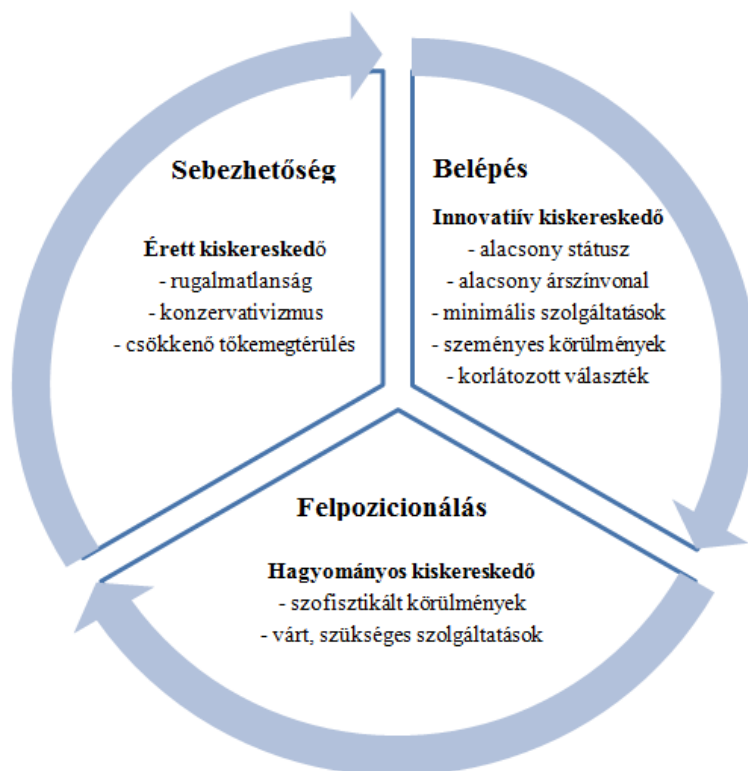 Sebezhetőség
Érett kiskereskedő
- rugalmatlanság
- konzervativizmus
- csökkenő tőkemegtérülés
Belépés
Innovatiív kiskereskedő
- alacsony státusz
- alacsony árszínvonal
- minimális szolgáltatások
- szeményes körülmények
- korlátozott választék
Felpozicionálás
Hagyományos kiskereskedő
- szofisztikált körülmények
- várt, szükséges szolgáltatások